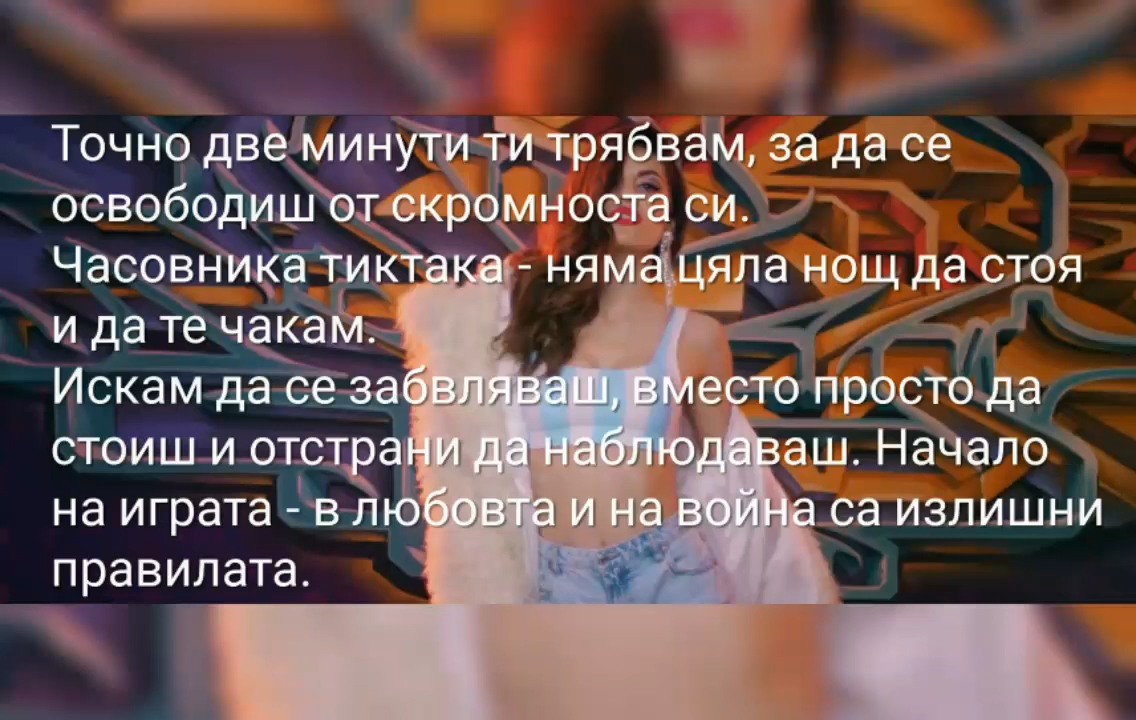 Точно две минути ти трябвам, за да се
освободиш от скромноста си.
Часовника тиктака - няма цяла нощ да стоя
и да те чакам.
Искам да се забвляваш, вместо просто да
стоиш и отстрани да наблюдаваш. Начало
на играта - в любовта и на война са излишни
правилата.